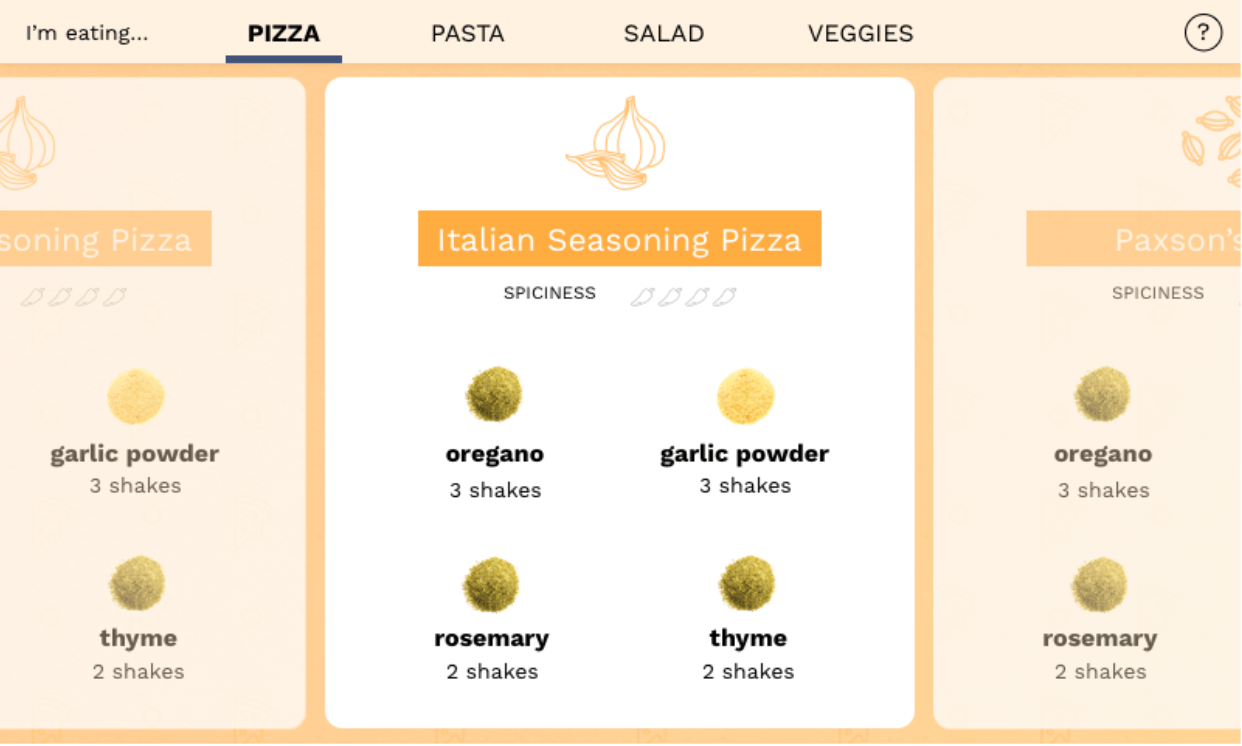 I'm eating...
PIZZA
PASTA
SALAD
VEGGIES
?
soning Pizza
garlic powder
3 shakes
thyme
2 shakes
Italian Seasoning Pizza
SPICINESS
oregano
3 shakes
garlic powder
3 shakes
rosemary
2 shakes
thyme
2 shakes
Paxson's
SPICINESS
oregano
3 shakes
rosemary
2 shakes